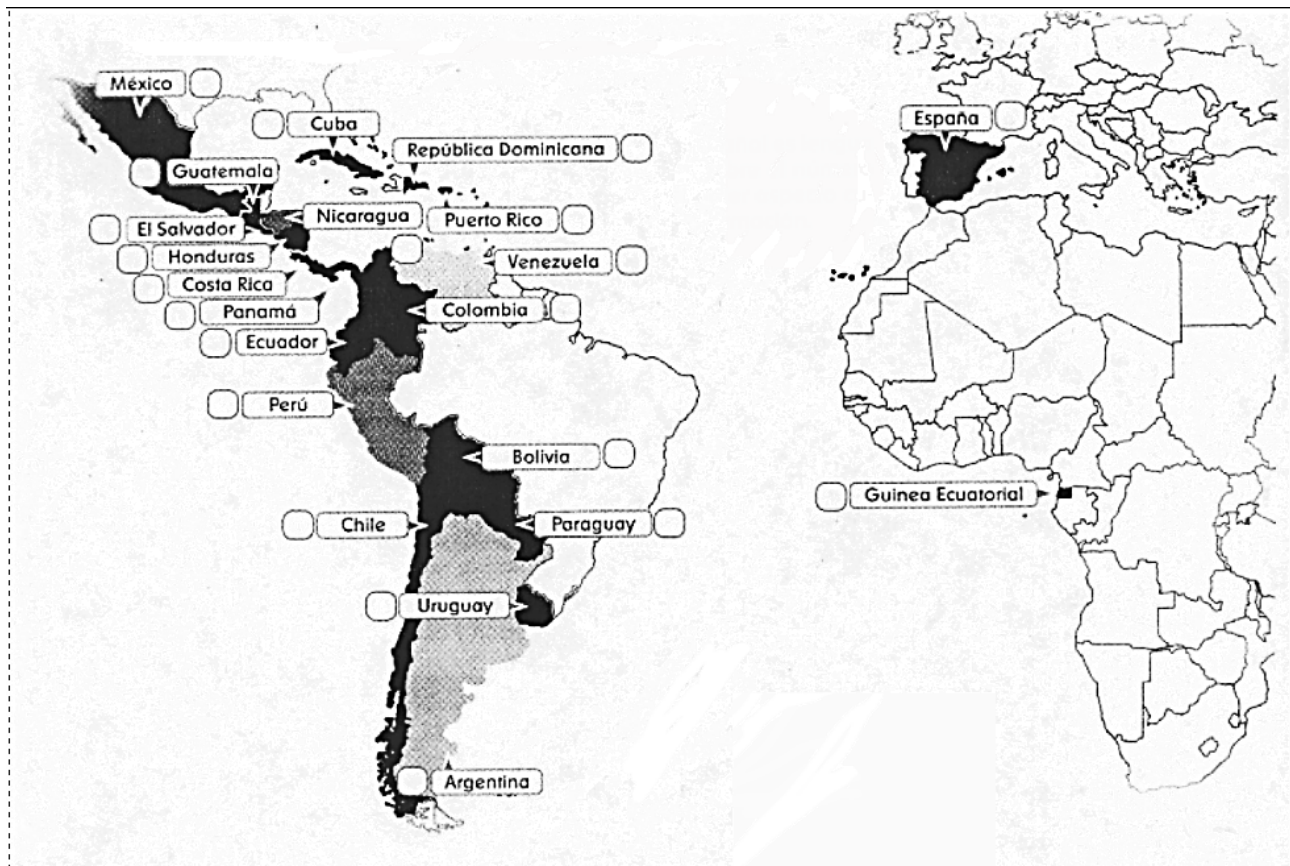 México
Cuba
España
República Dominicana
Guatemala
Nicaragua
Puerto Rico
El Salvador
Honduras
Venezuela
Costa Rica
Panamá
Colombia
Ecuador
Perú
Bolivia
Guinea Ecuatorial
Chile
Paraguay
Uruguay
Argentina